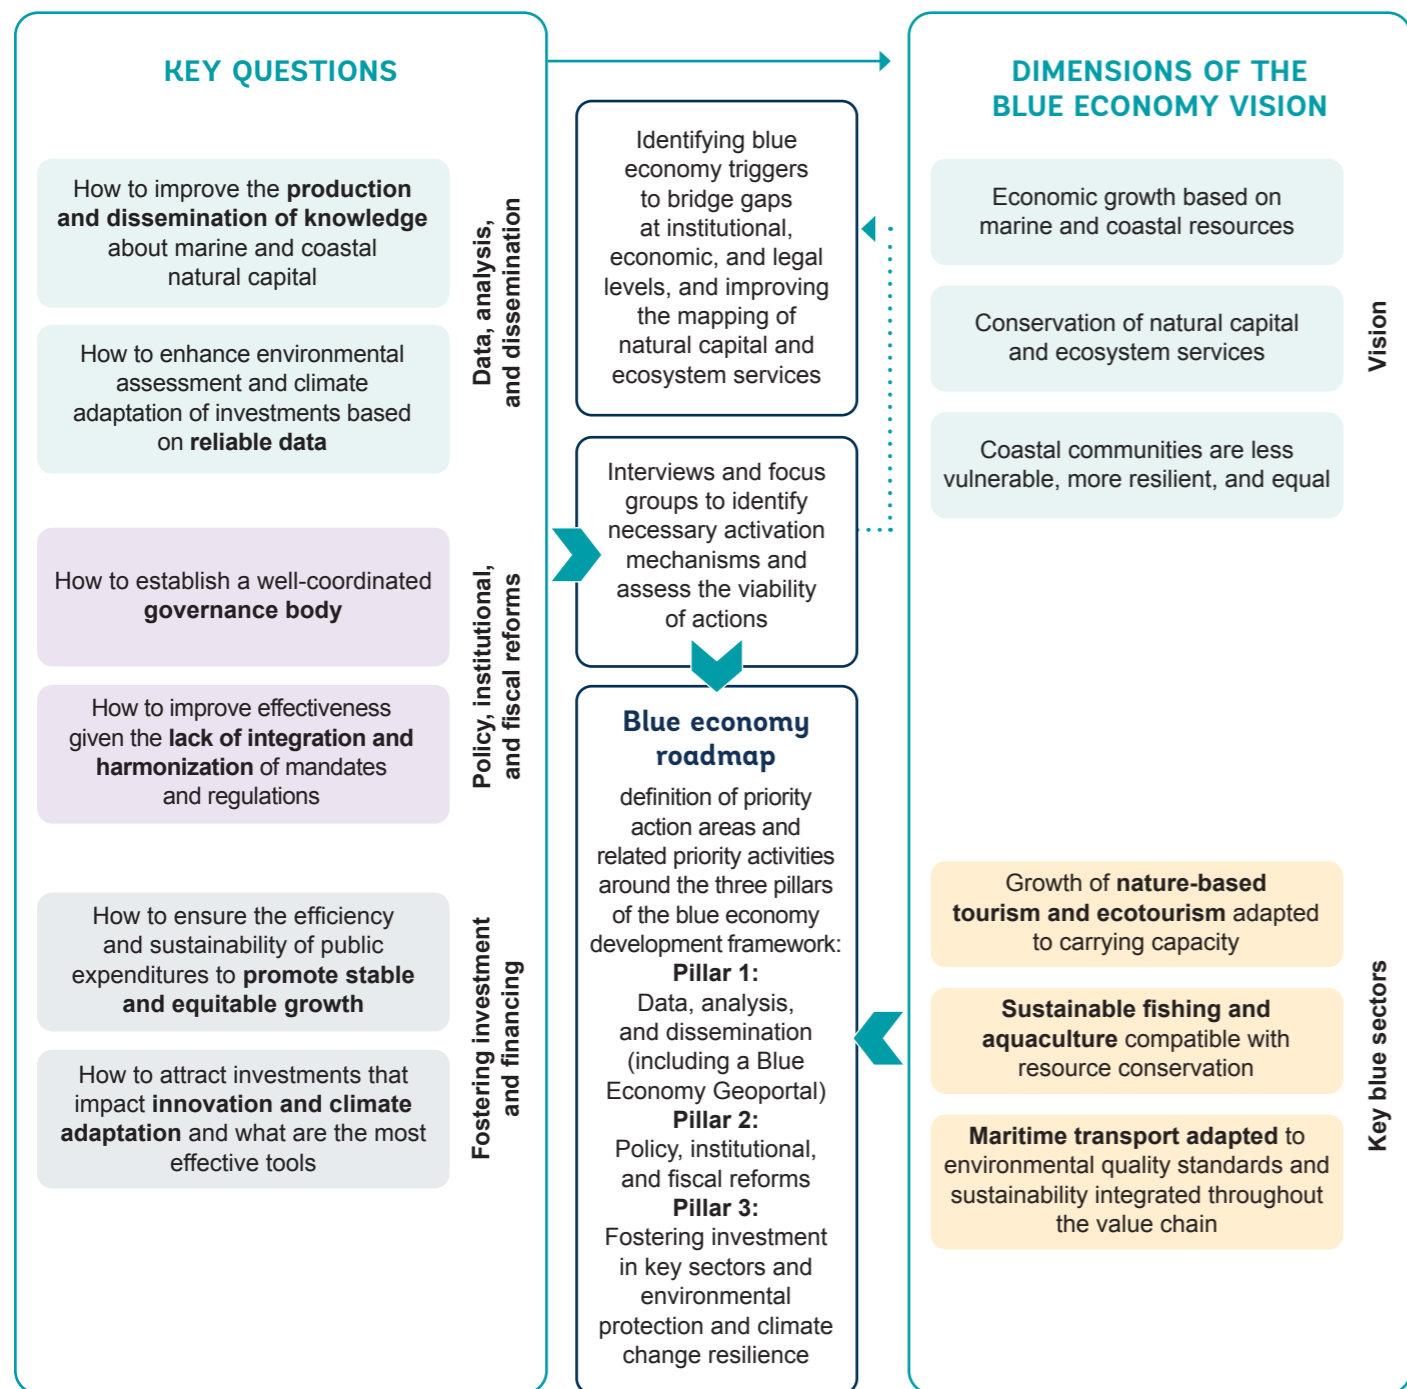 KEY QUESTIONS
How to improve the production
and dissemination of knowledge
about marine and coastal
natural capital
How to enhance environmental
assessment and climate
adaptation of investments based
on reliable data
Data, analysis,
and dissemination
How to establish a well-coordinated
governance body
How to improve effectiveness
given the lack of integration and
harmonization of mandates
and regulations
Policy, institutional,
and fiscal reforms
How to ensure the efficiency
and sustainability of public
expenditures to promote stable
and equitable growth
How to attract investments that
impact innovation and climate
adaptation and what are the most
effective tools
Fostering investment
and financing
Identifying blue
economy triggers
to bridge gaps
at institutional,
economic, and legal
levels, and improving
the mapping of
natural capital and
ecosystem services
Interviews and focus
groups to identify
necessary activation
mechanisms and
assess the viability
of actions
Blue economy
roadmap
definition of priority
action areas and
related priority activities
around the three pillars
of the blue economy
development framework:
Pillar 1:
Data, analysis,
and dissemination
(including a Blue
Economy Geoportal)
Pillar 2:
Policy, institutional,
and fiscal reforms
Pillar 3:
Fostering investment
in key sectors and
environmental
protection and climate
change resilience
DIMENSIONS OF THE
BLUE ECONOMY VISION
Economic growth based on
marine and coastal resources
Conservation of natural capital
and ecosystem services
Coastal communities are less
vulnerable, more resilient, and equal
Vision
Growth of nature-based
tourism and ecotourism adapted
to carrying capacity
Sustainable fishing and
aquaculture compatible with
resource conservation
Maritime transport adapted to
environmental quality standards and
sustainability integrated throughout
the value chain
Key blue sectors